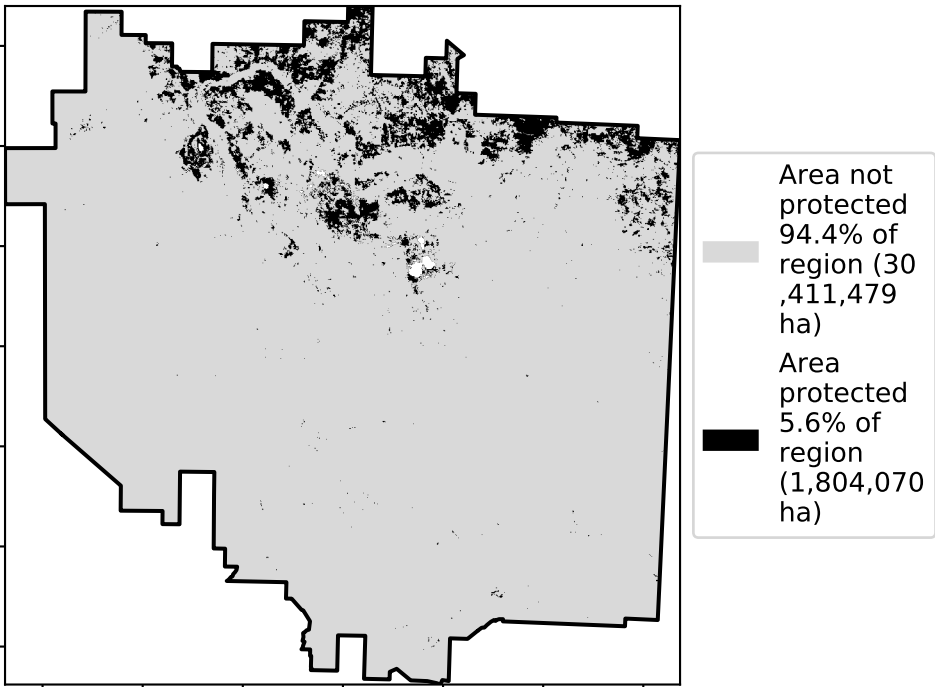 Area not
protected
94.4% of
region (30
,411,479
ha)
Area
protected
5.6% of
region
(1,804,070
ha)